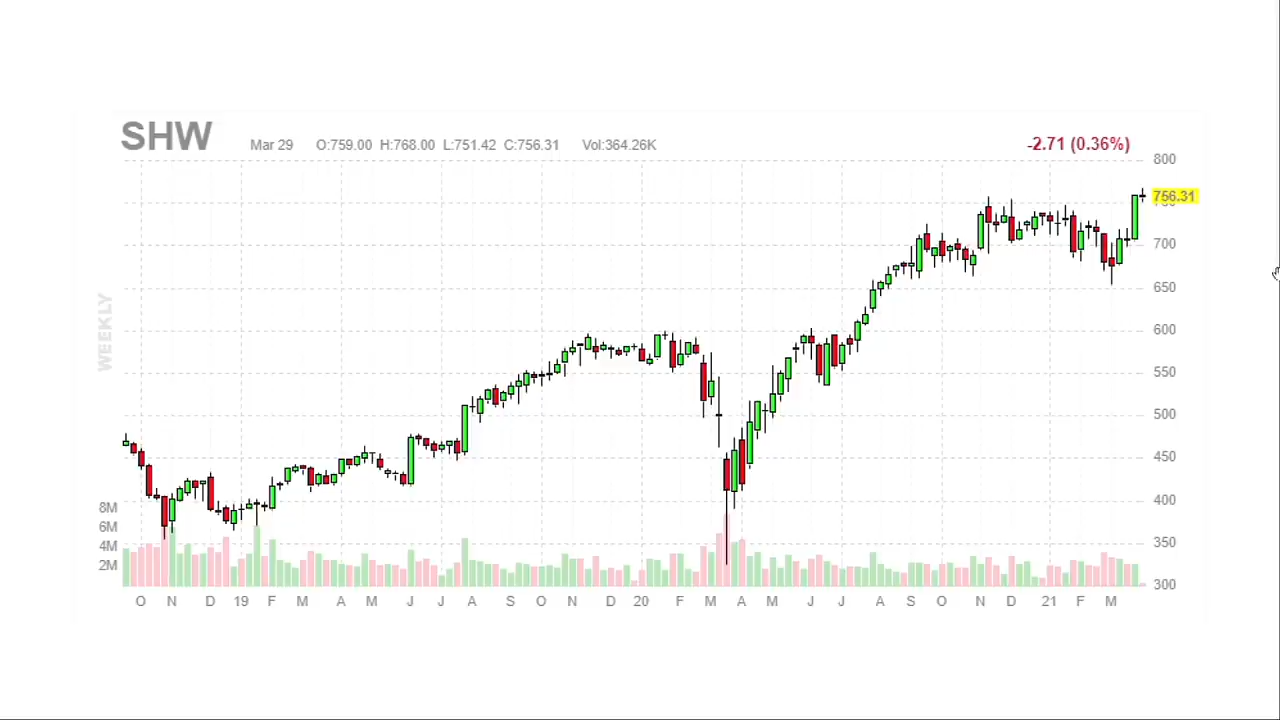 SHW Mar 29 O:759.00 H:768.00 L:751.42 C:756.31 Vol:364.26K -2.71 (0.36%)
800
756.31
750
700
650
600
550
500
450
400
350
300
WEEKLY
8M
6M
4M
2M
O N D 19 F M A M J J A S O N D 20 F M A M J J A S O N D 21 F M